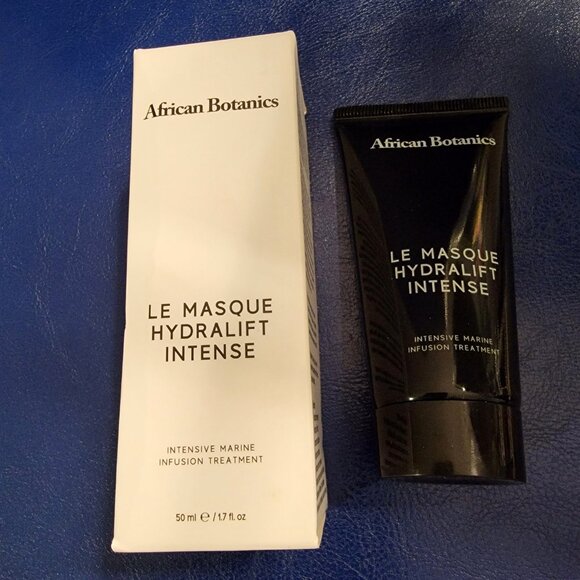 African Botanics
LE MASQUE
HYDRALIFT
INTENSE
INTENSIVE MARINE
INFUSION TREATMENT
50 ml ℮ / 1.7 fl. oz
African Botanics
LE MASQUE
HYDRALIFT
INTENSE
INTENSIVE MARINE
INFUSION TREATMENT